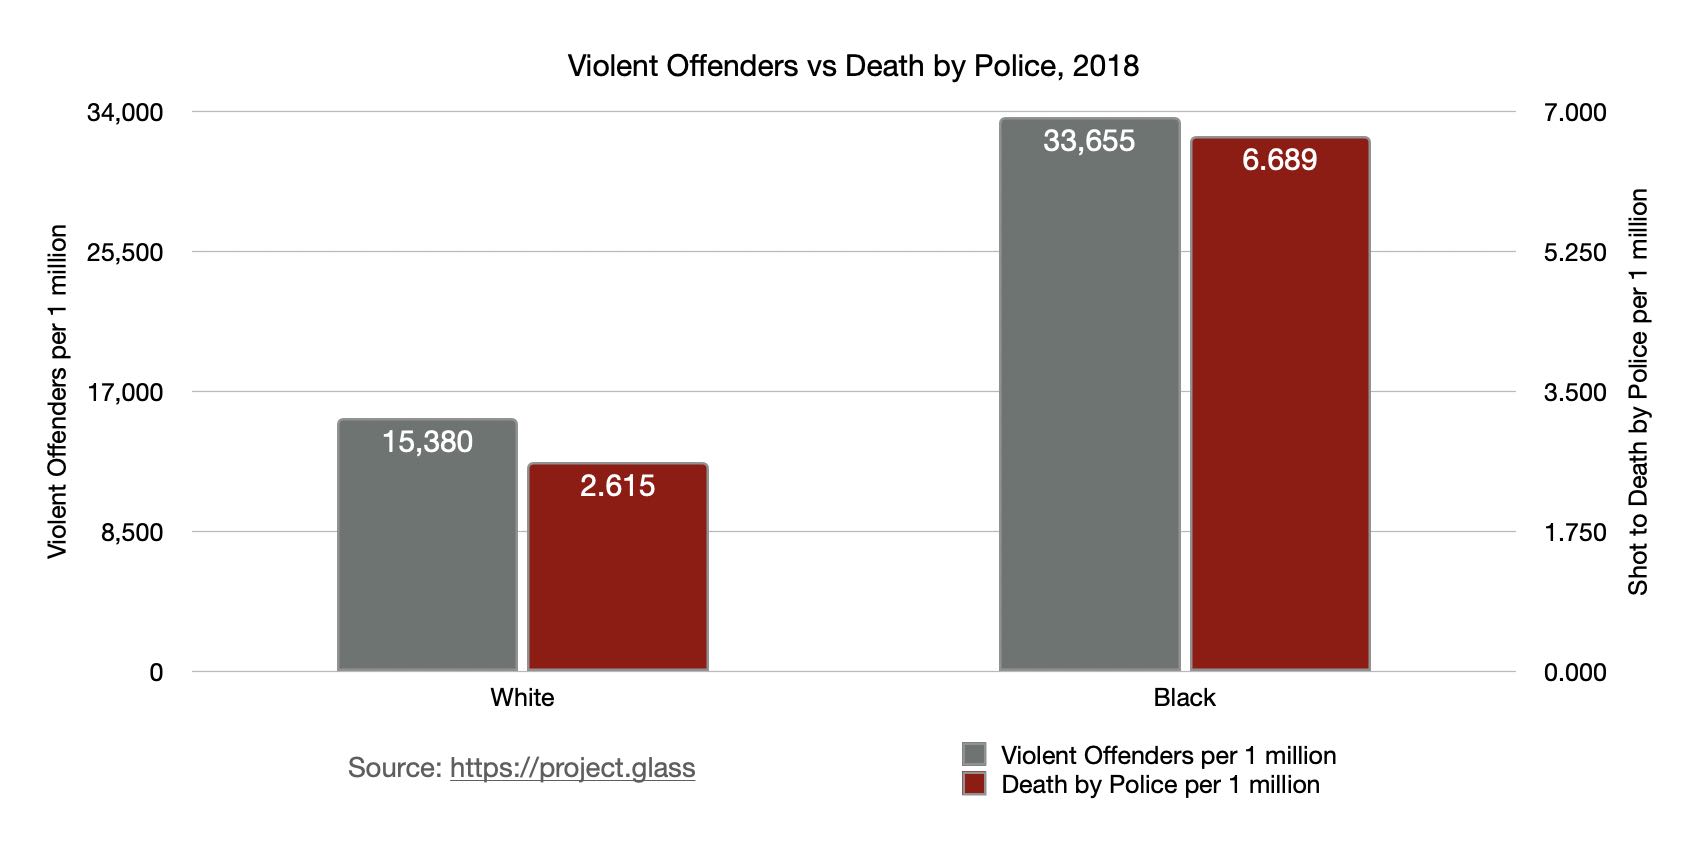 Violent Offenders vs Death by Police, 2018
Violent Offenders per 1 million
34,000
25,500
17,000
8,500
0
33,655
6.689
15,380
2.615
7.000
5.250
3.500
1.750
0.000
Shot to Death by Police per 1 million
White
Black
Source: https://project.glass
Violent Offenders per 1 million
Death by Police per 1 million